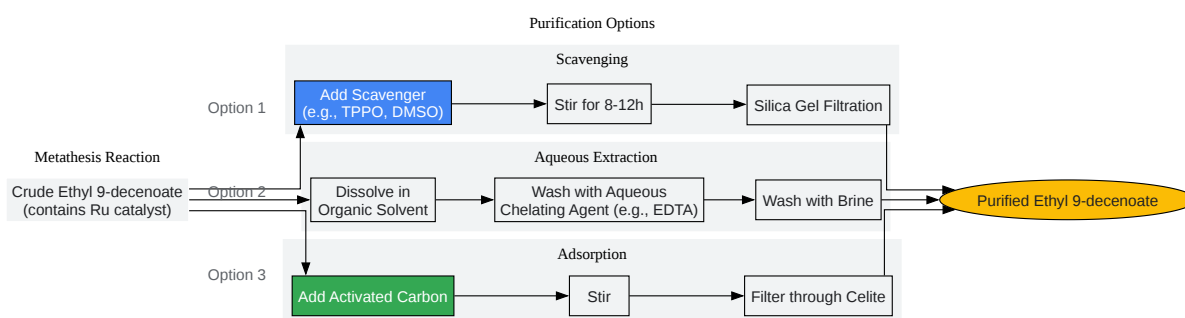 Purification Options
Scavenging
Option 1
Add Scavenger
(e.g., TPPO, DMSO)
Stir for 8-12h
Silica Gel Filtration
Metathesis Reaction
Crude Ethyl 9-decenoate
(contains Ru catalyst)
Aqueous Extraction
Option 2
Dissolve in
Organic Solvent
Wash with Aqueous
Chelating Agent (e.g., EDTA)
Wash with Brine
Purified Ethyl 9-decenoate
Adsorption
Option 3
Add Activated Carbon
Stir
Filter through Celite